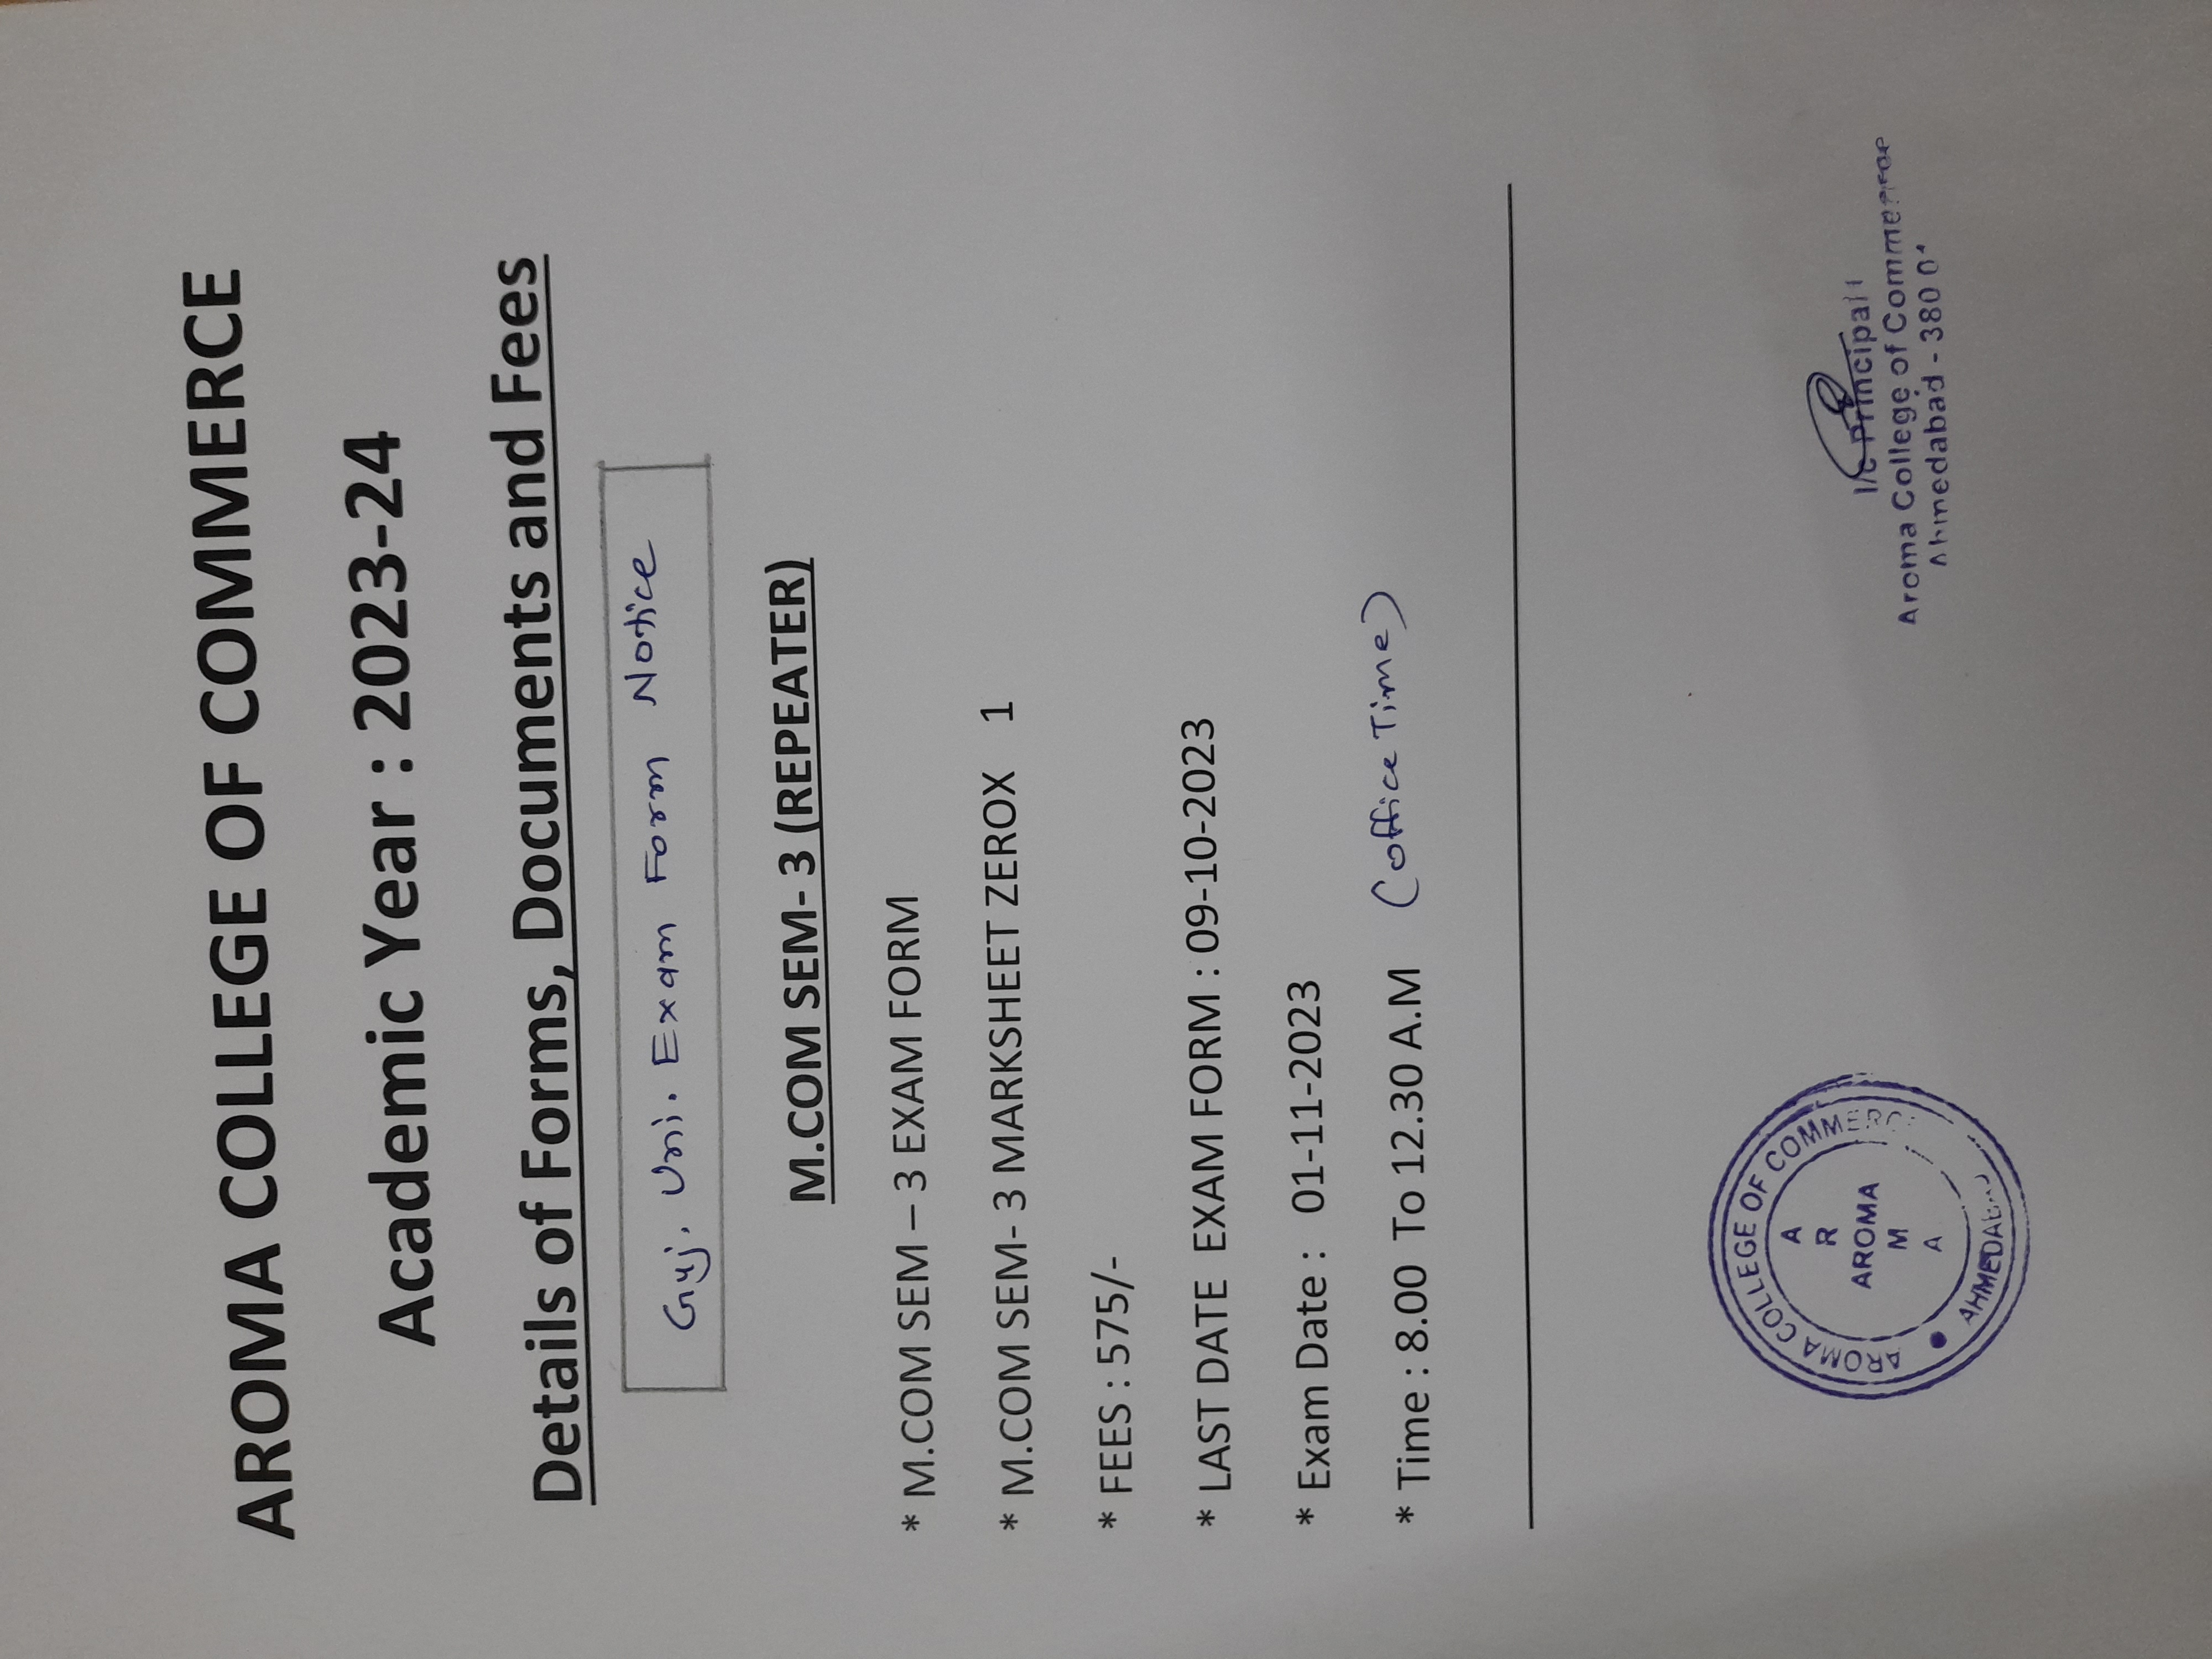 AROMA COLLEGE OF COMMERCE
Academic Year : 2023-24
Details of Forms, Documents and Fees
Guj. Uni. Exam Form Notice
M.COM SEM- 3 (REPEATER)
* M.COM SEM – 3 EXAM FORM
* M.COM SEM- 3 MARKSHEET ZEROX 1
* FEES : 575/-
* LAST DATE EXAM FORM : 09-10-2023
* Exam Date : 01-11-2023
* Time : 8.00 To 12.30 A.M (office Time)
AROMA COLLEGE OF COMMERCE
A
R
AROMA
M
A
AHMEDABAD
I/C Principal
Aroma College of Commerce
Ahmedabad - 380 0